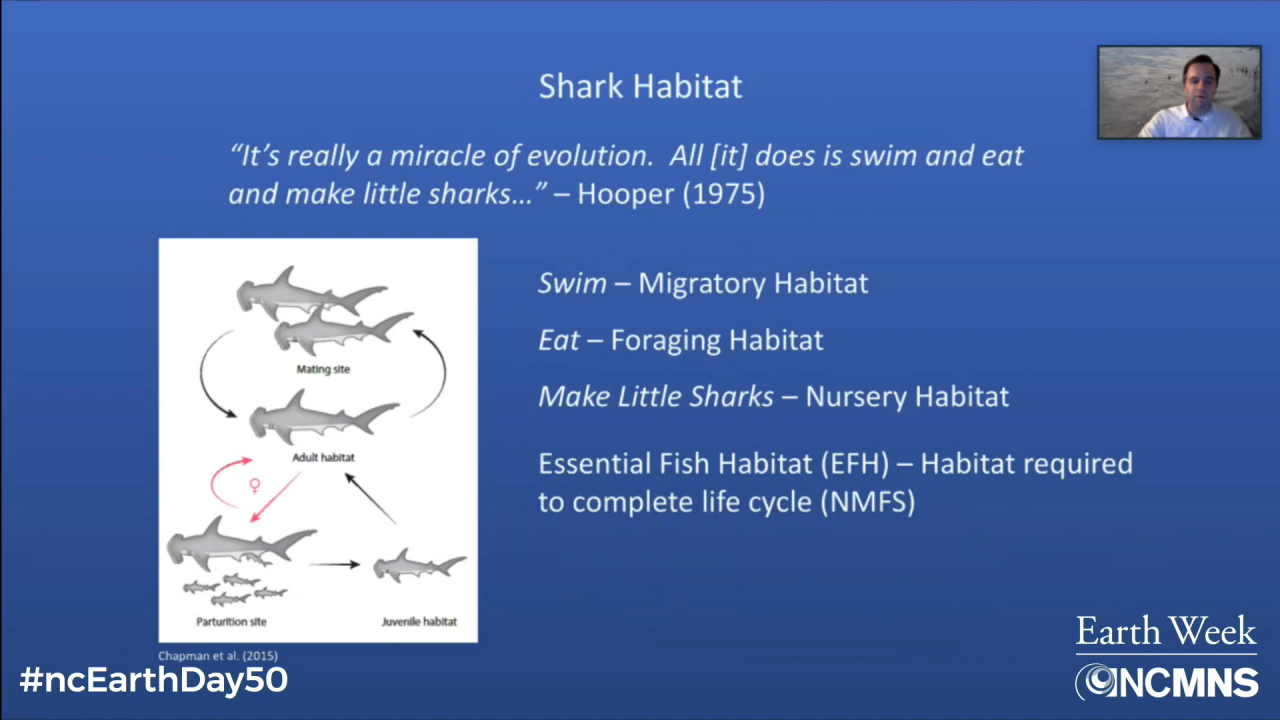 Shark Habitat
“It’s really a miracle of evolution.  All [it] does is swim and eat
and make little sharks…” – Hooper (1975)
Swim – Migratory Habitat
Eat – Foraging Habitat
Make Little Sharks – Nursery Habitat
Essential Fish Habitat (EFH) – Habitat required
to complete life cycle (NMFS)
Mating site
Adult habitat
♀
Parturition site
Juvenile habitat
Chapman et al. (2015)
#ncEarthDay50
Earth Week
NCMNS